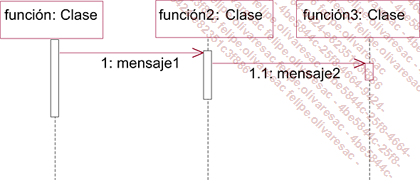 función: Clase
función2: Clase
función3: Clase
1: mensaje1
1.1: mensaje2